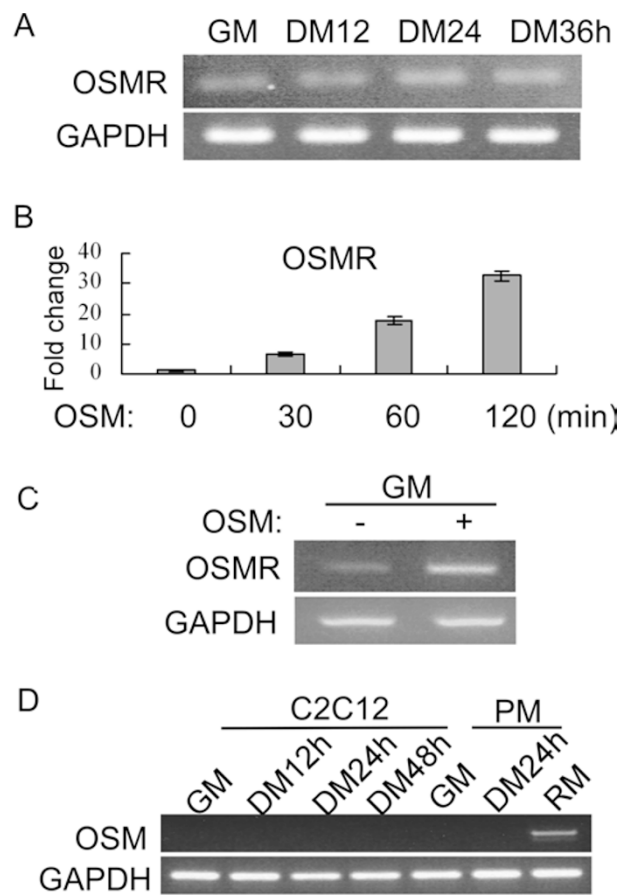 A
GM DM12 DM24 DM36h
OSMR
GAPDH
B
OSMR
Fold change
40
30
20
10
0
OSM: 0 30 60 120 (min)
C
GM
OSM: - +
OSMR
GAPDH
D
C2C12 PM
GM DM12h DM24h DM48h GM DM24h RM
OSM
GAPDH